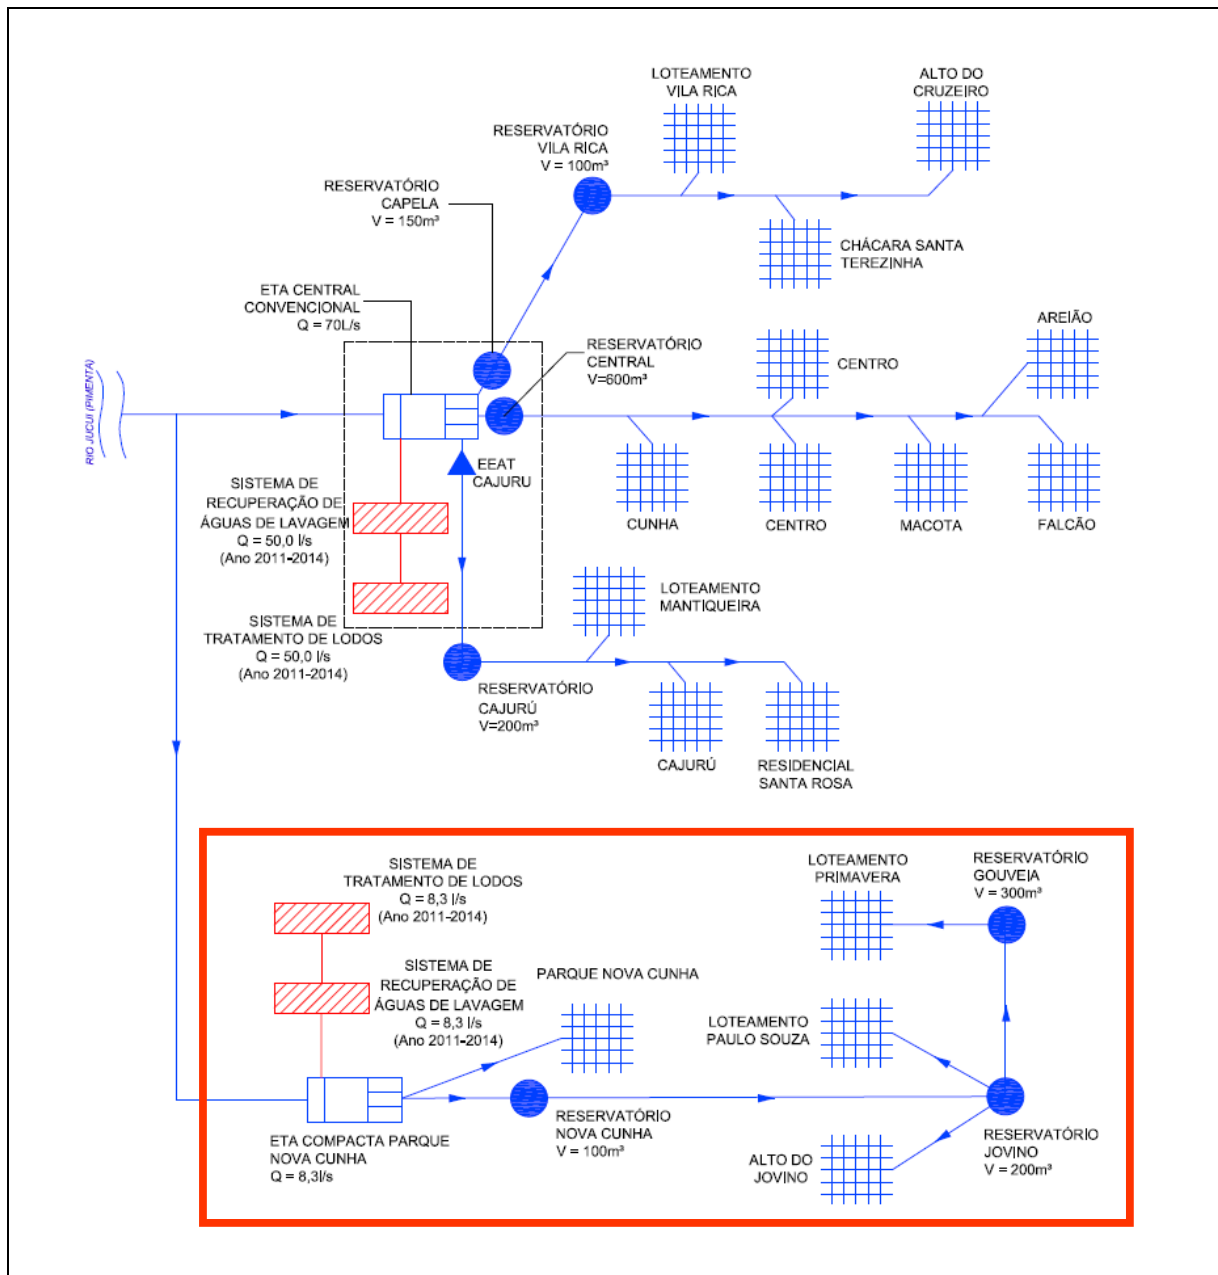 LOTEAMENTO
VILA RICA
ALTO DO
CRUZEIRO
RESERVATÓRIO
VILA RICA
V = 100m³
RESERVATÓRIO
CAPELA
V = 150m³
CHÁCARA SANTA
TEREZINHA
ETA CENTRAL
CONVENCIONAL
Q = 70L/s
RESERVATÓRIO
CENTRAL
V=600m³
CENTRO
AREIÃO
RIO JUCUI (PIMENTA)
EEAT
CAJURU
SISTEMA DE
RECUPERAÇÃO DE
ÁGUAS DE LAVAGEM
Q = 50,0 l/s
(Ano 2011-2014)
CUNHA
CENTRO
MACOTA
FALCÃO
LOTEAMENTO
MANTIQUEIRA
SISTEMA DE
TRATAMENTO DE LODOS
Q = 50,0 l/s
(Ano 2011-2014)
RESERVATÓRIO
CAJURÚ
V=200m³
CAJURÚ
RESIDENCIAL
SANTA ROSA
SISTEMA DE
TRATAMENTO DE LODOS
Q = 8,3 l/s
(Ano 2011-2014)
LOTEAMENTO
PRIMAVERA
RESERVATÓRIO
GOUVEIA
V = 300m³
SISTEMA DE
RECUPERAÇÃO DE
ÁGUAS DE LAVAGEM
Q = 8,3 l/s
(Ano 2011-2014)
PARQUE NOVA CUNHA
LOTEAMENTO
PAULO SOUZA
ETA COMPACTA PARQUE
NOVA CUNHA
Q = 8,3l/s
RESERVATÓRIO
NOVA CUNHA
V = 100m³
ALTO DO
JOVINO
RESERVATÓRIO
JOVINO
V = 200m³